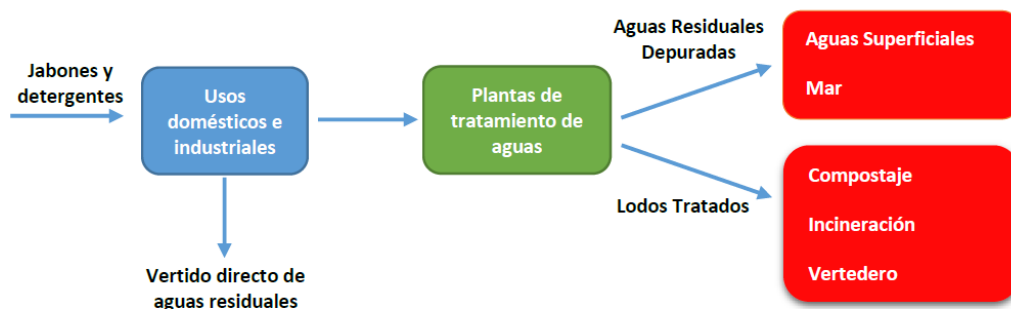 Jabones y
detergentes
Usos
domésticos e
industriales
Vertido directo de
aguas residuales
Plantas de
tratamiento de
aguas
Aguas Residuales
Depuradas
Aguas Superficiales
Mar
Lodos Tratados
Compostaje
Incineración
Vertedero